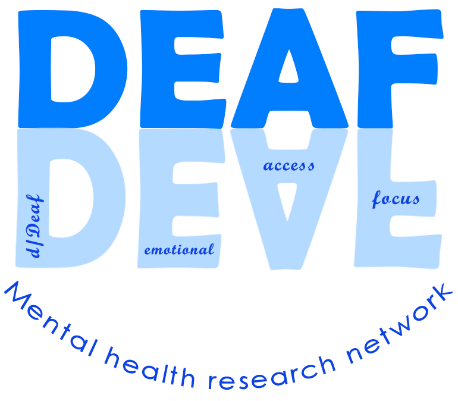 DEAF
d/Deaf
emotional
access
focus
Mental health research network